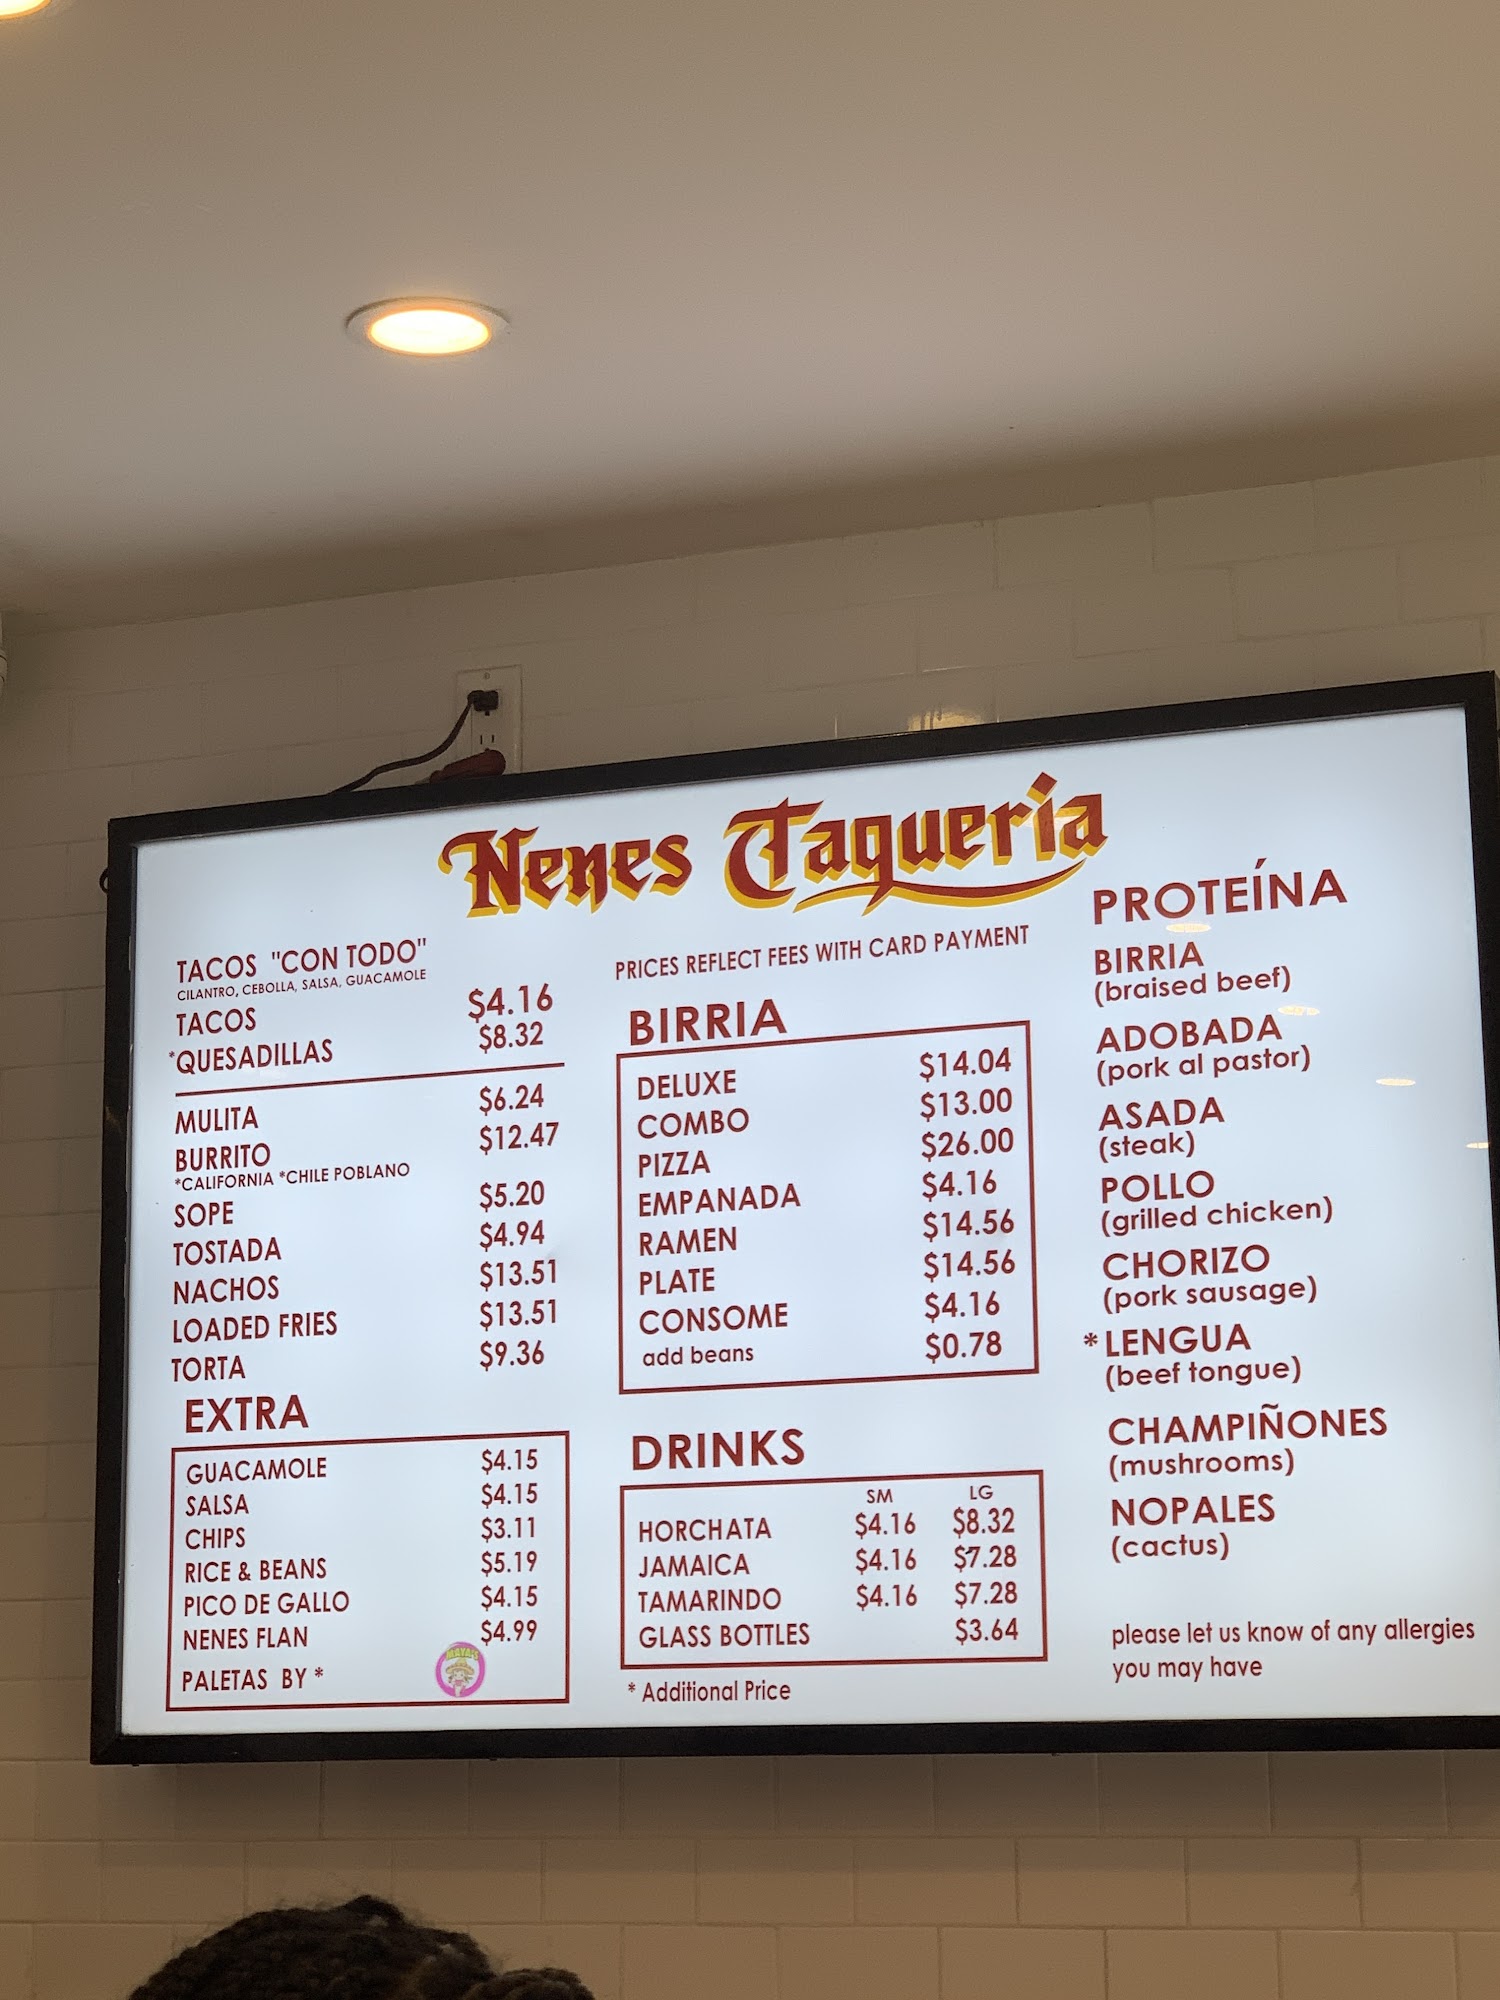 Nenes Taqueria
TACOS "CON TODO"
CILANTRO, CEBOLLA, SALSA, GUACAMOLE
TACOS $4.16
*QUESADILLAS $8.32
MULITA $6.24
BURRITO $12.47
*CALIFORNIA *CHILE POBLANO
SOPE $5.20
TOSTADA $4.94
NACHOS $13.51
LOADED FRIES $13.51
TORTA $9.36
EXTRA
GUACAMOLE $4.15
SALSA $4.15
CHIPS $3.11
RICE & BEANS $5.19
PICO DE GALLO $4.15
NENES FLAN $4.99
PALETAS BY * MAYA'S
PRICES REFLECT FEES WITH CARD PAYMENT
BIRRIA
DELUXE $14.04
COMBO $13.00
PIZZA $26.00
EMPANADA $4.16
RAMEN $14.56
PLATE $14.56
CONSOME $4.16
add beans $0.78
DRINKS
SM LG
HORCHATA $4.16 $8.32
JAMAICA $4.16 $7.28
TAMARINDO $4.16 $7.28
GLASS BOTTLES $3.64
* Additional Price
PROTEÍNA
BIRRIA
(braised beef)
ADOBADA
(pork al pastor)
ASADA
(steak)
POLLO
(grilled chicken)
CHORIZO
(pork sausage)
*LENGUA
(beef tongue)
CHAMPIÑONES
(mushrooms)
NOPALES
(cactus)
please let us know of any allergies
you may have